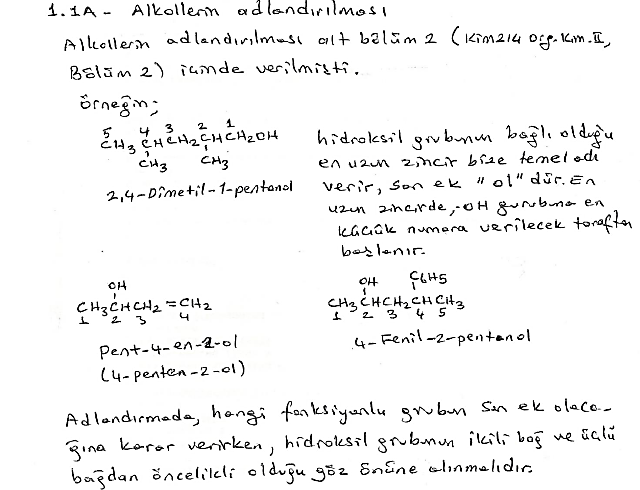 1.1A - Alkollerin adlandırılması
Alkollerin adlandırılması alt bölüm 2 (Kim214 Org.Kim.II,
Bölüm 2) içinde verilmişti.
Örneğin;
5 4 3 2 1
CH3CHCH2CHCH2OH
CH3 CH3
2,4-Dimetil-1-pentanol
hidroksil grubunun bağlı olduğu
en uzun zincir bize temel adı
verir, son ek "ol" dür. En
uzun zincirde, -OH gurubuna en
küçük numara verilecek taraftan
başlanır.
OH
CH3CHCH2=CH2
1 2 3 4
Pent-4-en-2-ol
(4-penten-2-ol)
OH C6H5
CH3CHCH2CHCH3
1 2 3 4 5
4-Fenil-2-pentanol
Adlandırmada, hangi fonksiyonlu grubun son ek olaca-
ğına karar verirken, hidroksil grubunun ikili bağ ve üçlü
bağdan öncelikli olduğu göz önüne alınmalıdır.